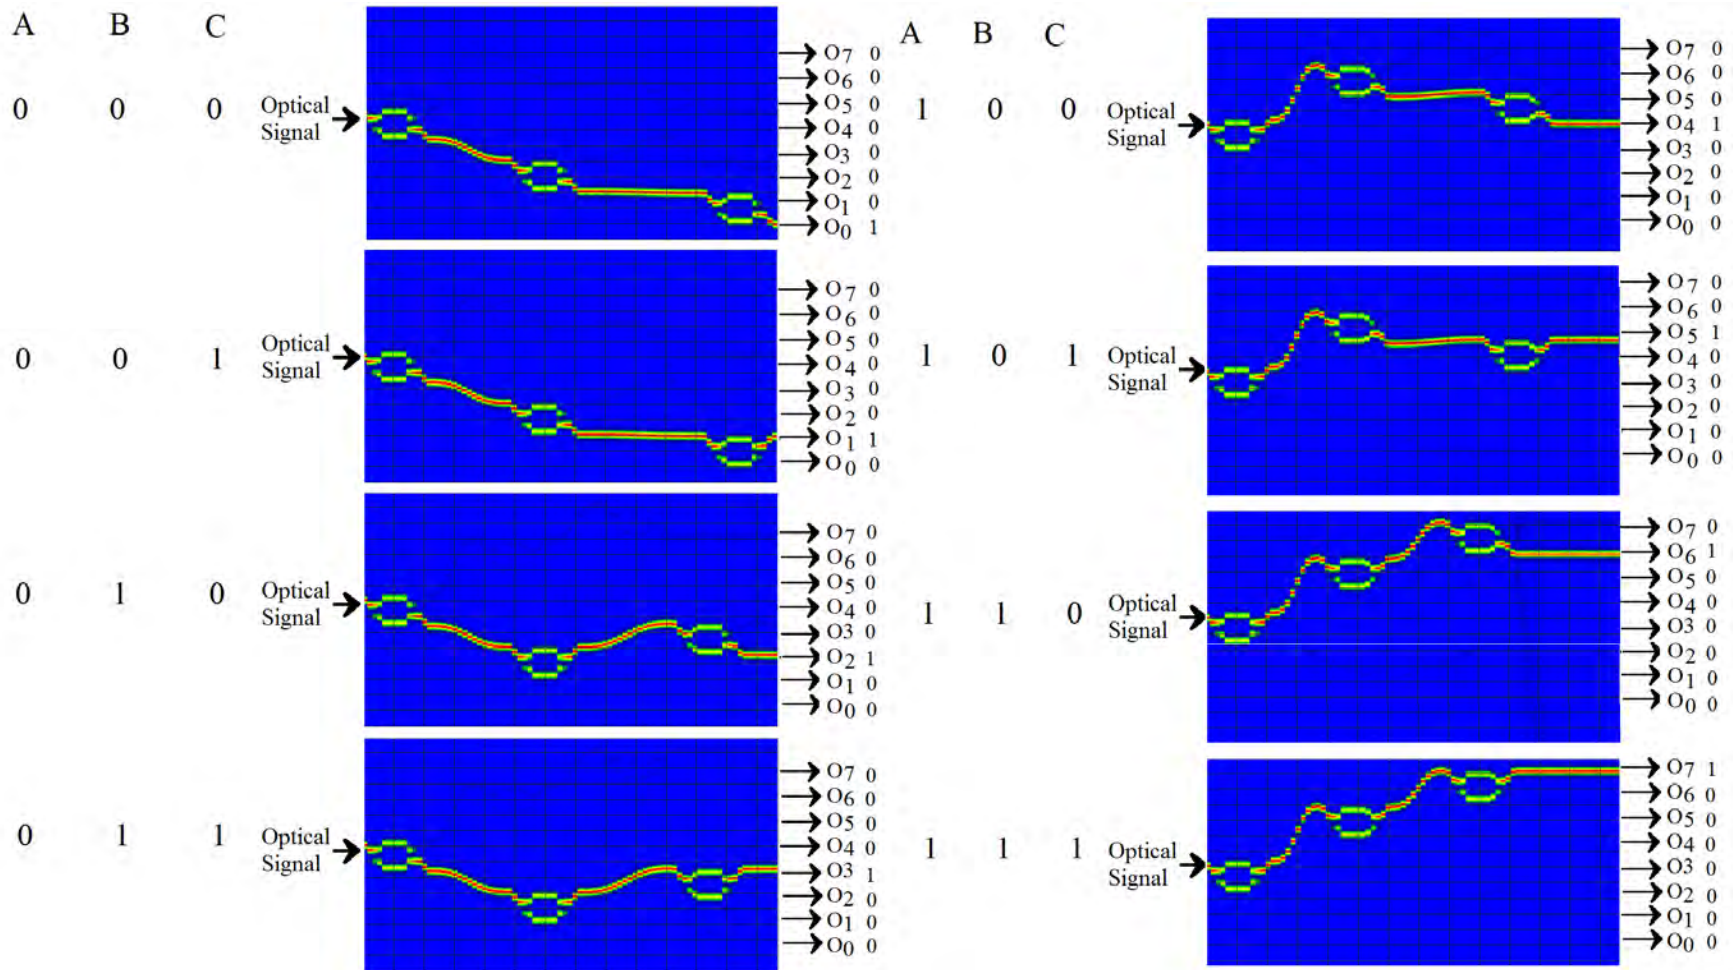 A B C
0 0 0
Optical
Signal
O7 0
O6 0
O5 0
O4 0
O3 0
O2 0
O1 0
O0 1
0 0 1
Optical
Signal
O7 0
O6 0
O5 0
O4 0
O3 0
O2 0
O1 1
O0 0
0 1 0
Optical
Signal
O7 0
O6 0
O5 0
O4 0
O3 0
O2 1
O1 0
O0 0
0 1 1
Optical
Signal
O7 0
O6 0
O5 0
O4 0
O3 1
O2 0
O1 0
O0 0
A B C
1 0 0
Optical
Signal
O7 0
O6 0
O5 0
O4 1
O3 0
O2 0
O1 0
O0 0
1 0 1
Optical
Signal
O7 0
O6 0
O5 1
O4 0
O3 0
O2 0
O1 0
O0 0
1 1 0
Optical
Signal
O7 0
O6 1
O5 0
O4 0
O3 0
O2 0
O1 0
O0 0
1 1 1
Optical
Signal
O7 1
O6 0
O5 0
O4 0
O3 0
O2 0
O1 0
O0 0